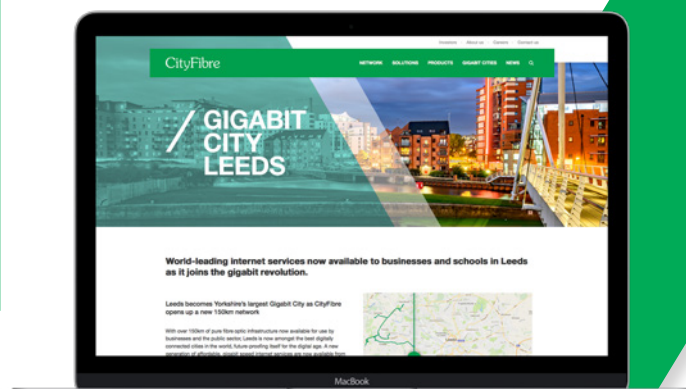 Investors About us Careers Contact us
CityFibre NETWORK SOLUTIONS PRODUCTS GIGABIT CITIES NEWS
/ GIGABIT
CITY
LEEDS
World-leading internet services now available to businesses and schools in Leeds
as it joins the gigabit revolution.
Leeds becomes Yorkshire's largest Gigabit City as CityFibre
opens up a new 150km network
With over 150km of pure fibre optic infrastructure now available for use by
businesses and the public sector, Leeds is now amongst the best digitally
connected cities in the world, future-proofing itself for the digital age. A new
generation of affordable, gigabit speed internet services are now available from
MacBook